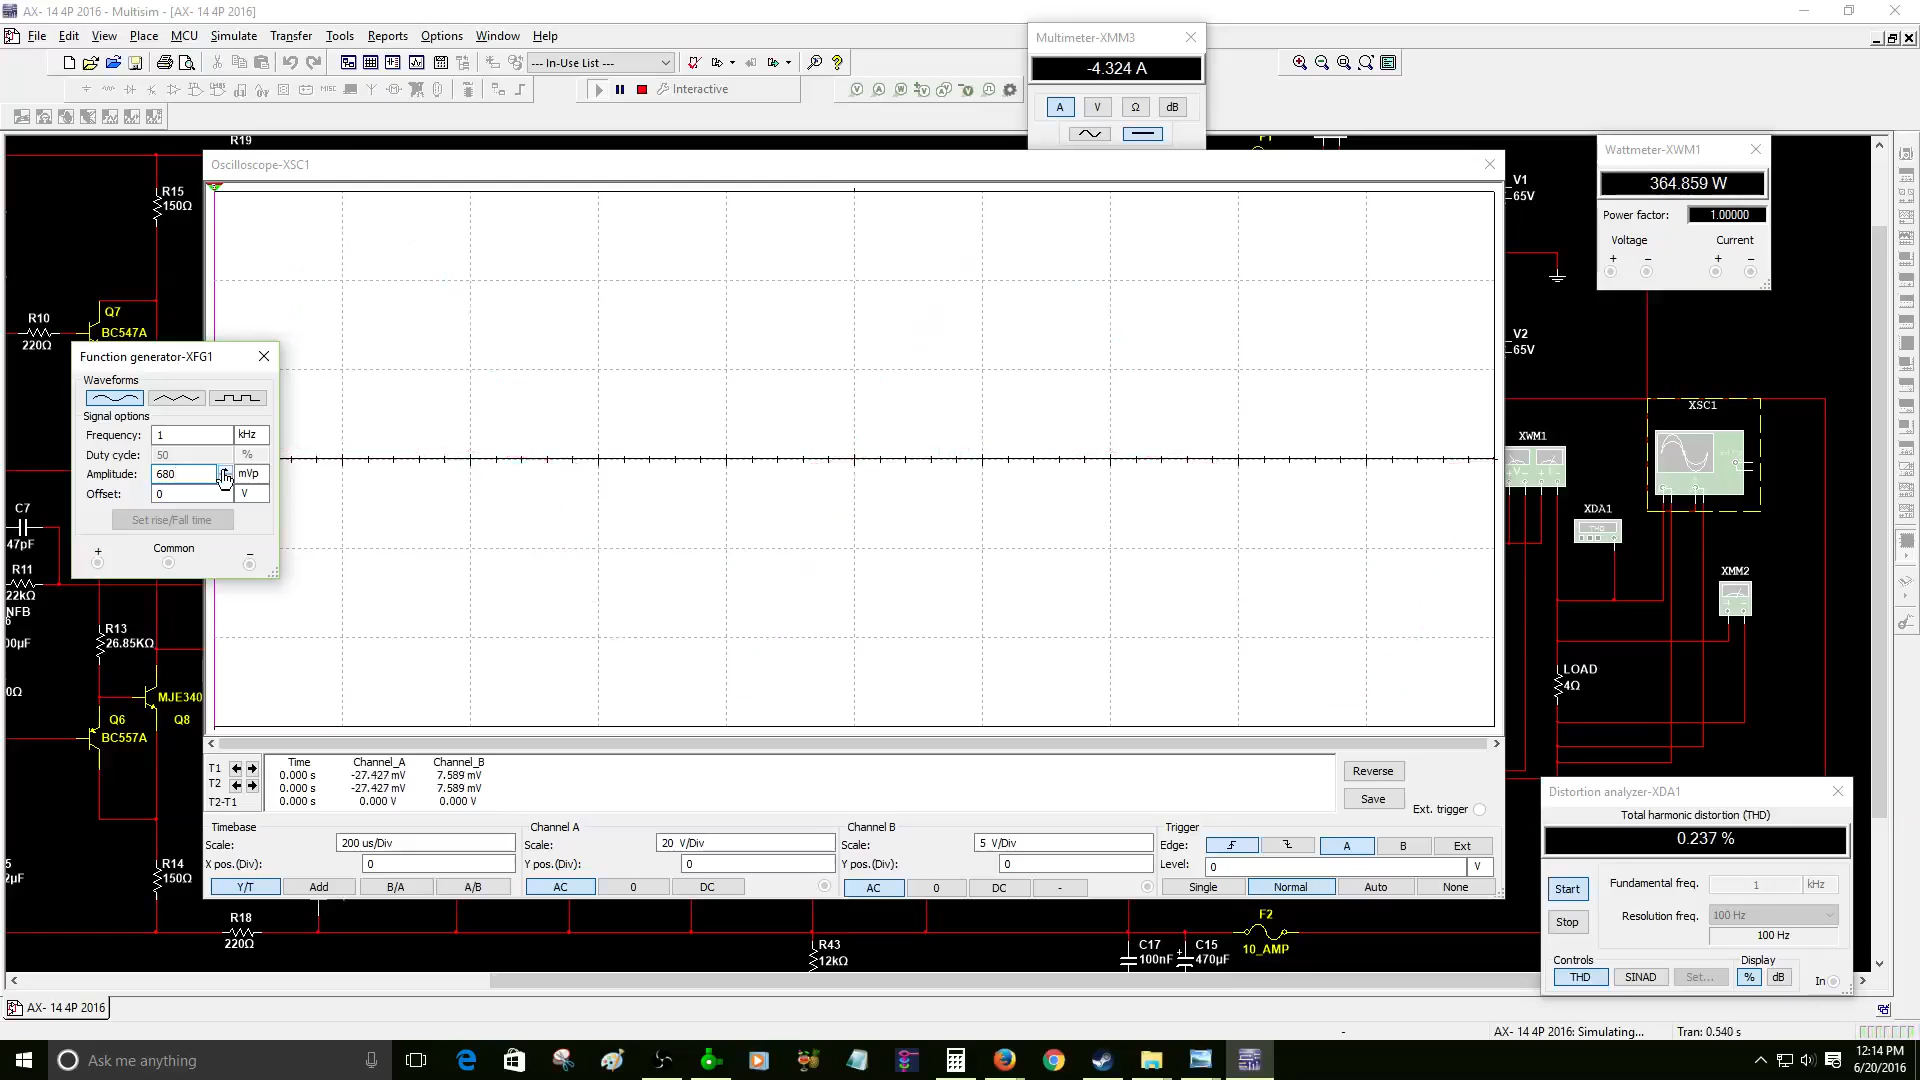 AX- 14 4P 2016 - Multisim - [AX- 14 4P 2016]
File Edit View Place MCU Simulate Transfer Tools Reports Options Window Help
--- In-Use List ---
MISC
Interactive
Multimeter-XMM3
-4.324 A
A V Ω dB
R19
Oscilloscope-XSC1
R15
150Ω
R10
220Ω
Q7
BC547A
V1
65V
V2
65V
Wattmeter-XWM1
364.859 W
Power factor: 1.00000
Voltage Current
+ − + −
Function generator-XFG1
Waveforms
Signal options
Frequency: 1 kHz
Duty cycle: 50 %
Amplitude: 680 mVp
Offset: 0 V
Set rise/Fall time
+ Common −
C7
47pF
R11
22kΩ
NFB
00µF
R13
26.85KΩ
0Ω
MJE340
Q8
Q6
BC557A
XWM1
XSC1
XDA1
THD
XMM2
LOAD
4Ω
T1
T2
T2-T1
Time Channel_A Channel_B
0.000 s -27.427 mV 7.589 mV
0.000 s -27.427 mV 7.589 mV
0.000 s 0.000 V 0.000 V
Reverse
Save
Ext. trigger
Timebase
Scale: 200 us/Div
X pos.(Div): 0
Y/T Add B/A A/B
Channel A
Scale: 20 V/Div
Y pos.(Div): 0
AC 0 DC
Channel B
Scale: 5 V/Div
Y pos.(Div): 0
AC 0 DC -
Trigger
Edge: A B Ext
Level: 0 V
Single Normal Auto None
Distortion analyzer-XDA1
Total harmonic distortion (THD)
0.237 %
Start
Stop
Fundamental freq. 1 kHz
Resolution freq. 100 Hz
100 Hz
Controls
THD SINAD Set...
Display
% dB
In
2µF
R14
150Ω
R18
220Ω
R43
12kΩ
C17
100nF
C15
470µF
F2
10_AMP
AX- 14 4P 2016
-
AX- 14 4P 2016: Simulating...
Tran: 0.540 s
Ask me anything
12:14 PM
6/20/2016